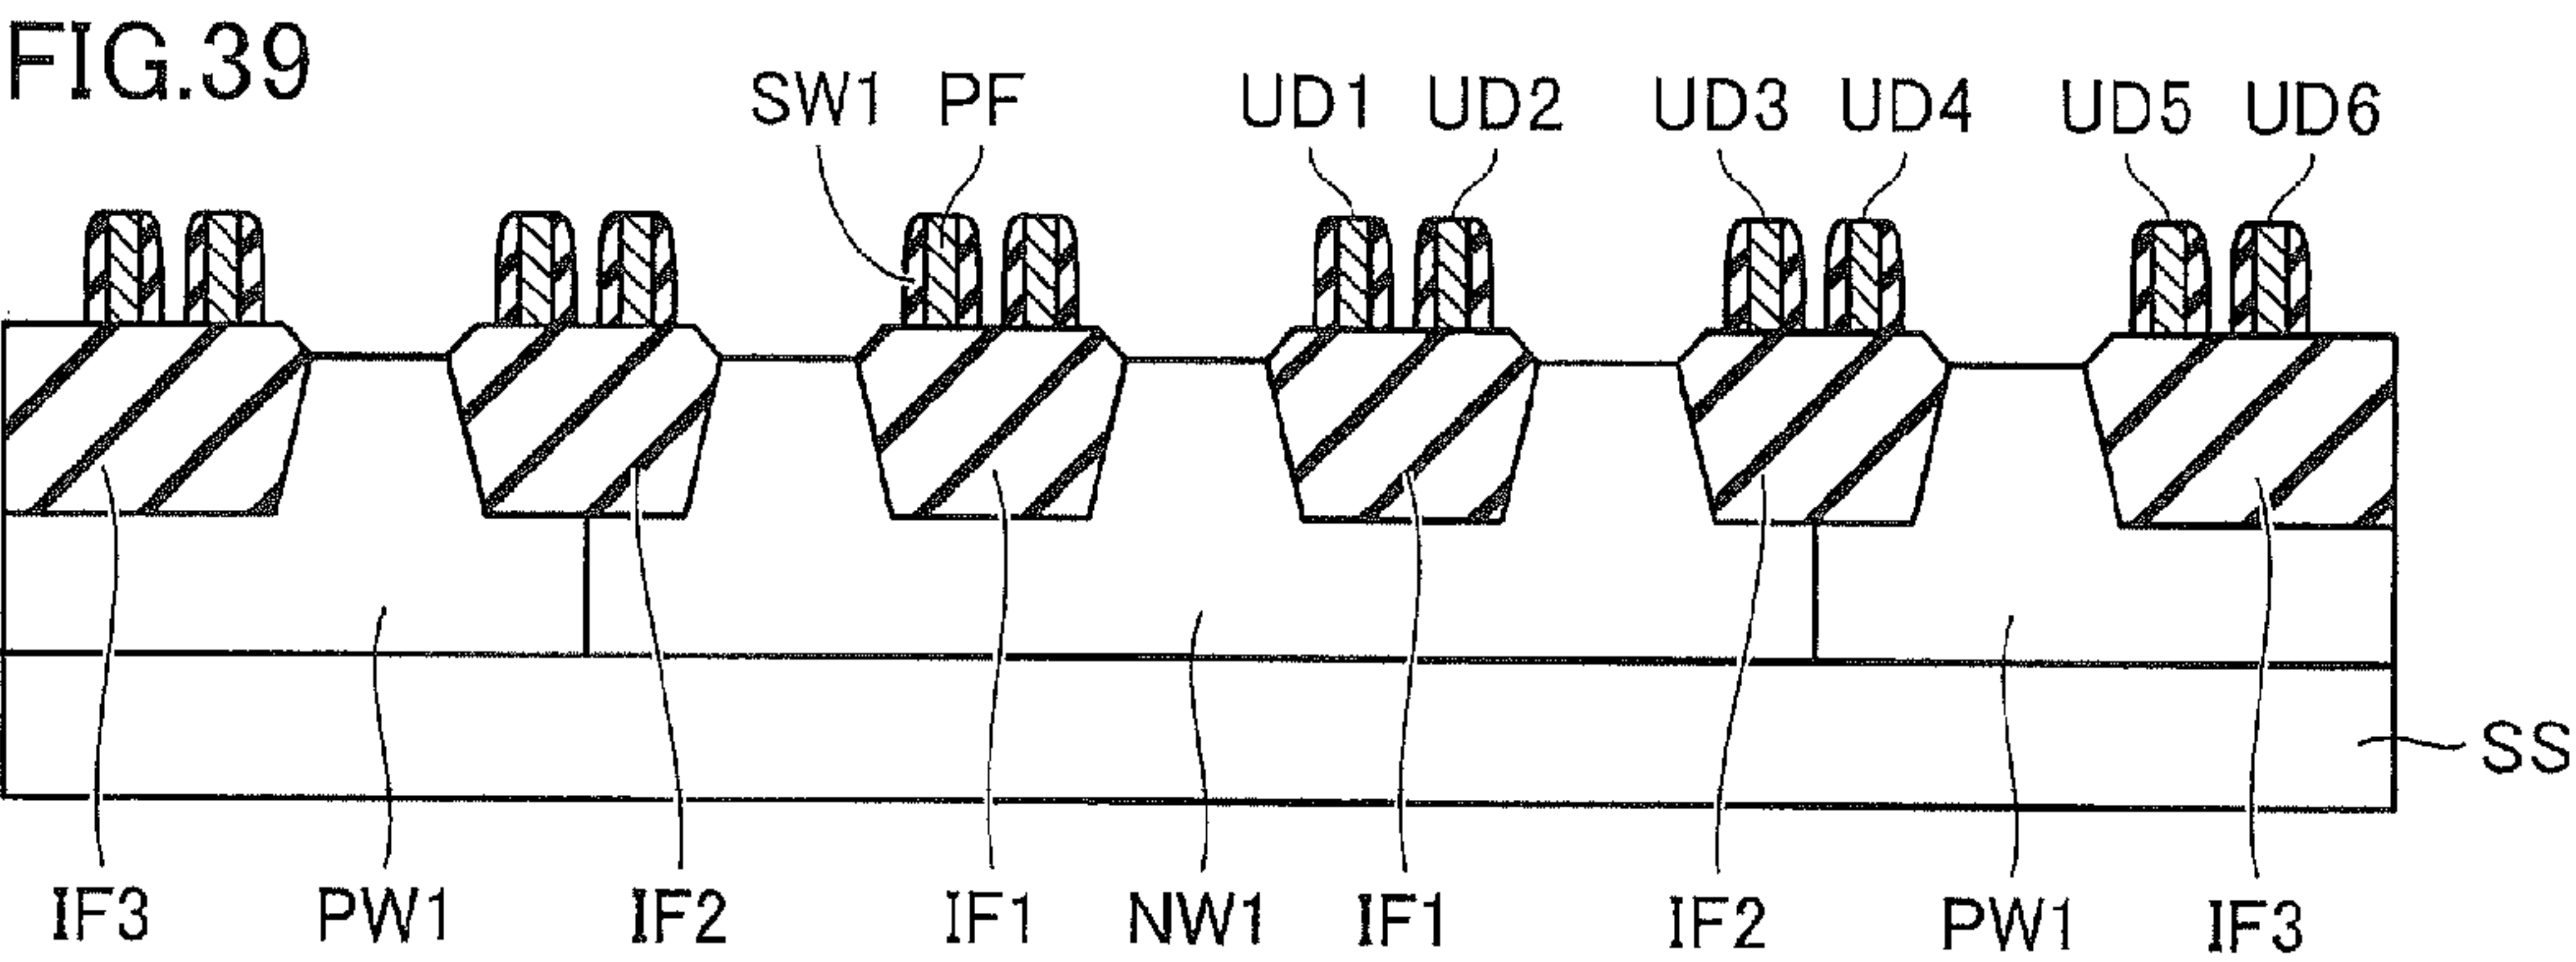 FIG.39
SW1 PF UD1 UD2 UD3 UD4 UD5 UD6
SS
IF3 PW1 IF2 IF1 NW1 IF1 IF2 PW1 IF3